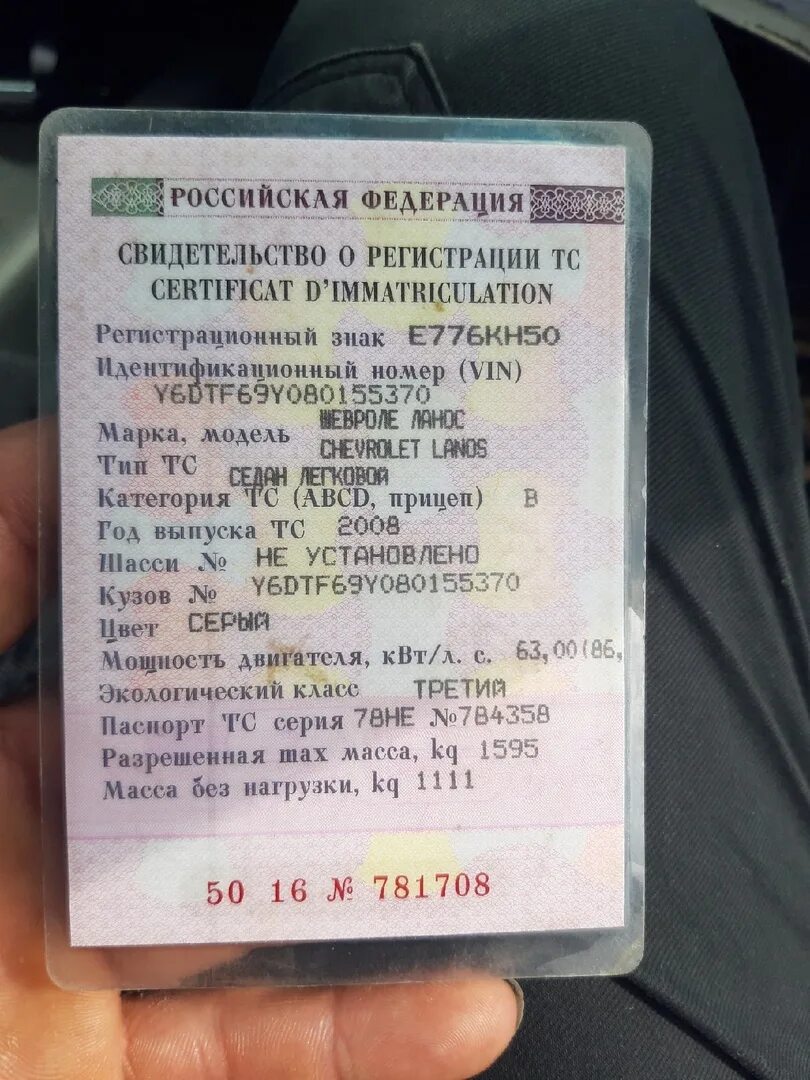 РОССИЙСКАЯ ФЕДЕРАЦИЯ
СВИДЕТЕЛЬСТВО О РЕГИСТРАЦИИ ТС
CERTIFICAT D'IMMATRICULATION
Регистрационный знак Е776КН50
Идентификационный номер (VIN)
Y6DTF69Y080155370
ШЕВРОЛЕ ЛАНОС
Марка, модель CHEVROLET LANOS
Тип ТС СЕДАН ЛЕГКОВОЙ
Категория ТС (ABCD, прицеп) B
Год выпуска ТС 2008
Шасси № НЕ УСТАНОВЛЕНО
Кузов № Y6DTF69Y080155370
Цвет СЕРЫЙ
Мощность двигателя, кВт/л. с. 63,00(86,
Экологический класс ТРЕТИЙ
Паспорт ТС серия 78НЕ №784358
Разрешенная max масса, kg 1595
Масса без нагрузки, kg 1111
50 16 № 781708